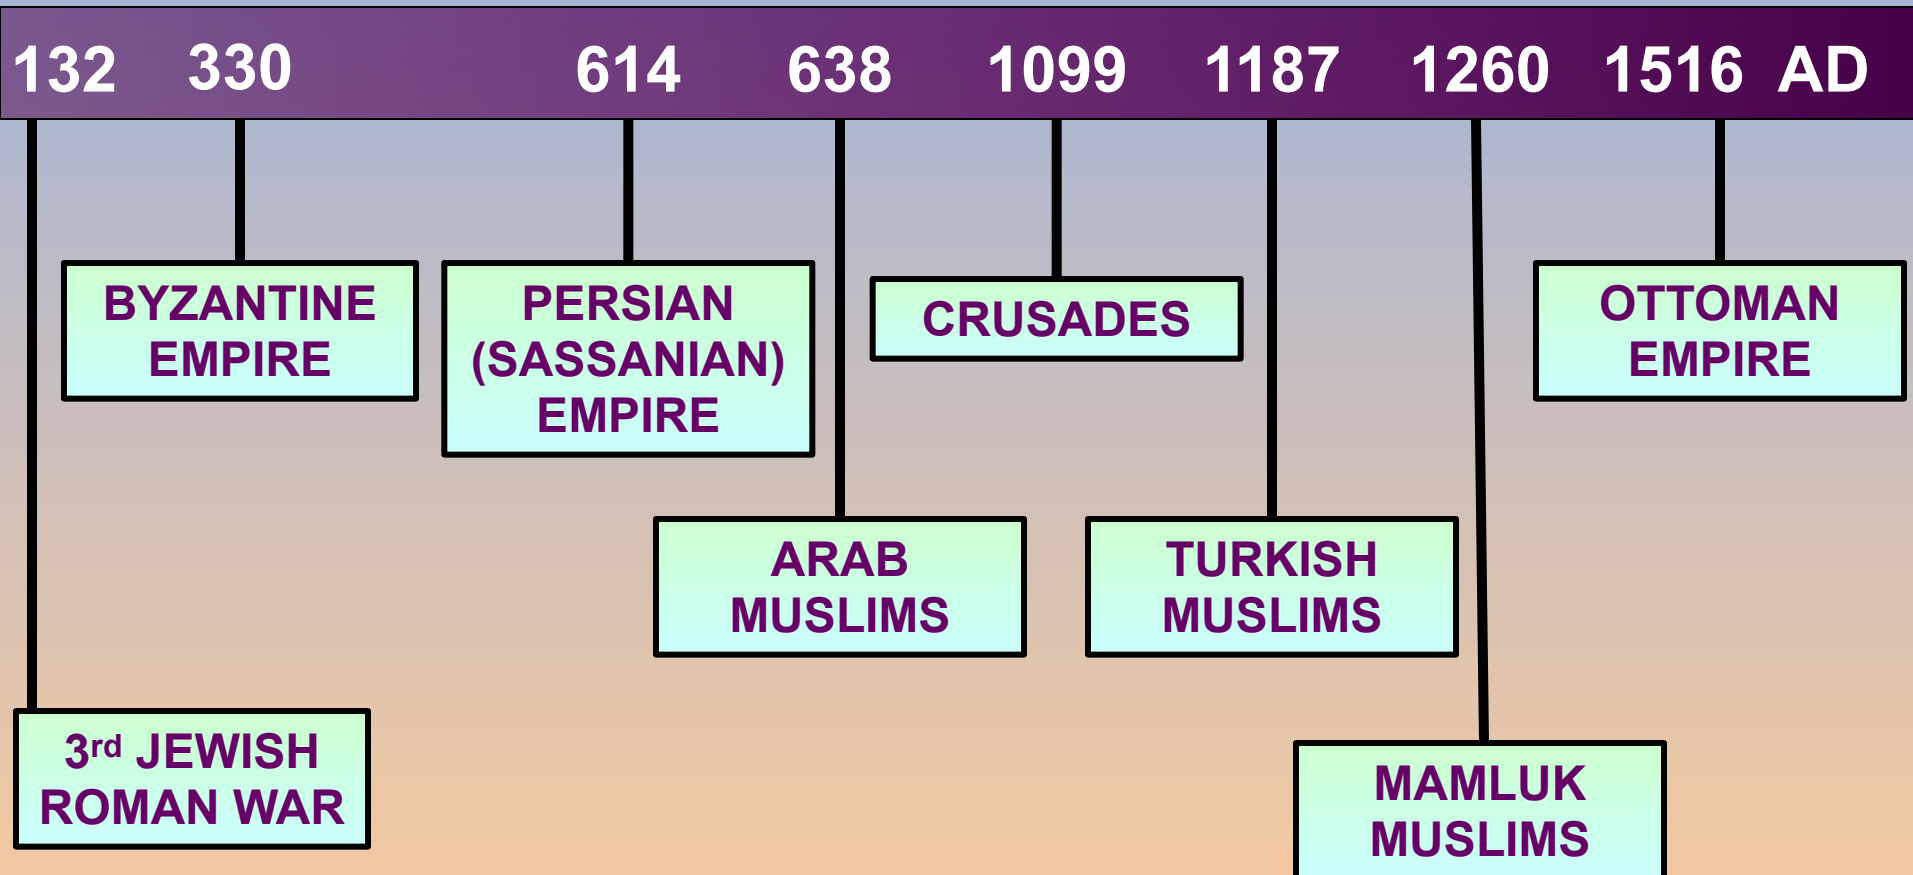 132 330 614 638 1099 1187 1260 1516 AD
BYZANTINE
EMPIRE
PERSIAN
(SASSANIAN)
EMPIRE
CRUSADES
OTTOMAN
EMPIRE
ARAB
MUSLIMS
TURKISH
MUSLIMS
3rd JEWISH
ROMAN WAR
MAMLUK
MUSLIMS